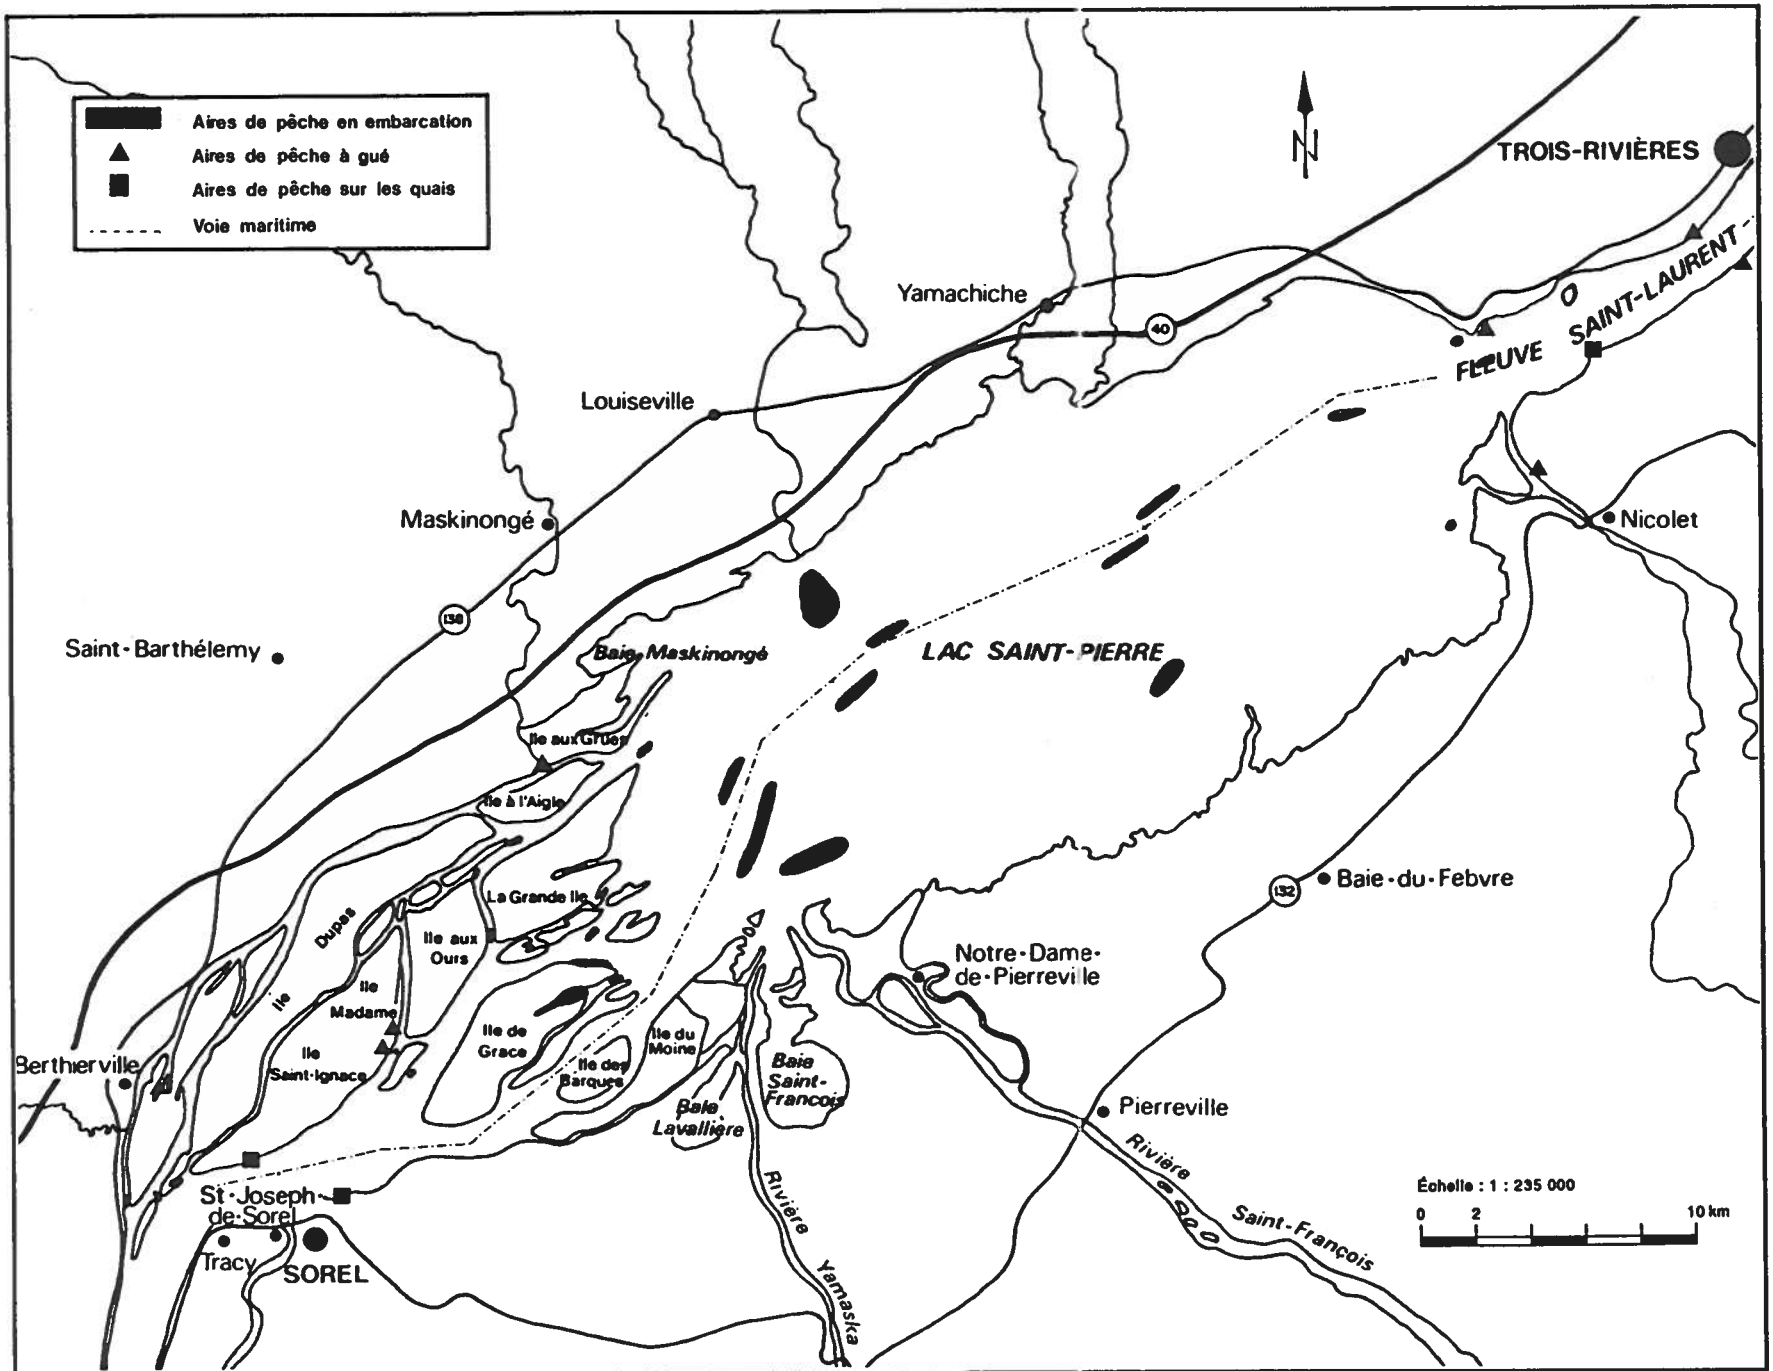 Aires de pêche en embarcation
Aires de pêche à gué
Aires de pêche sur les quais
Voie maritime
N
TROIS-RIVIÈRES
FLEUVE SAINT-LAURENT
Yamachiche
40
Louiseville
Maskinongé
Nicolet
138
Saint-Barthélemy
Baie Maskinongé
LAC SAINT-PIERRE
Ile aux Grues
Ile à l'Aigle
La Grande Ile
Ile Dupas
Ile aux
Ours
132
Baie-du-Febvre
Notre-Dame-
de-Pierreville
Ile
Madame
Ile de
Grace
Ile du
Moine
Ile
Saint-Ignace
Ile des
Barques
Baie
Saint-
François
Berthierville
Baie
Lavallière
Pierreville
Rivière Saint-François
Rivière Yamaska
St-Joseph-
de-Sorel
Tracy
SOREL
Échelle : 1 : 235 000
0 2 10 km